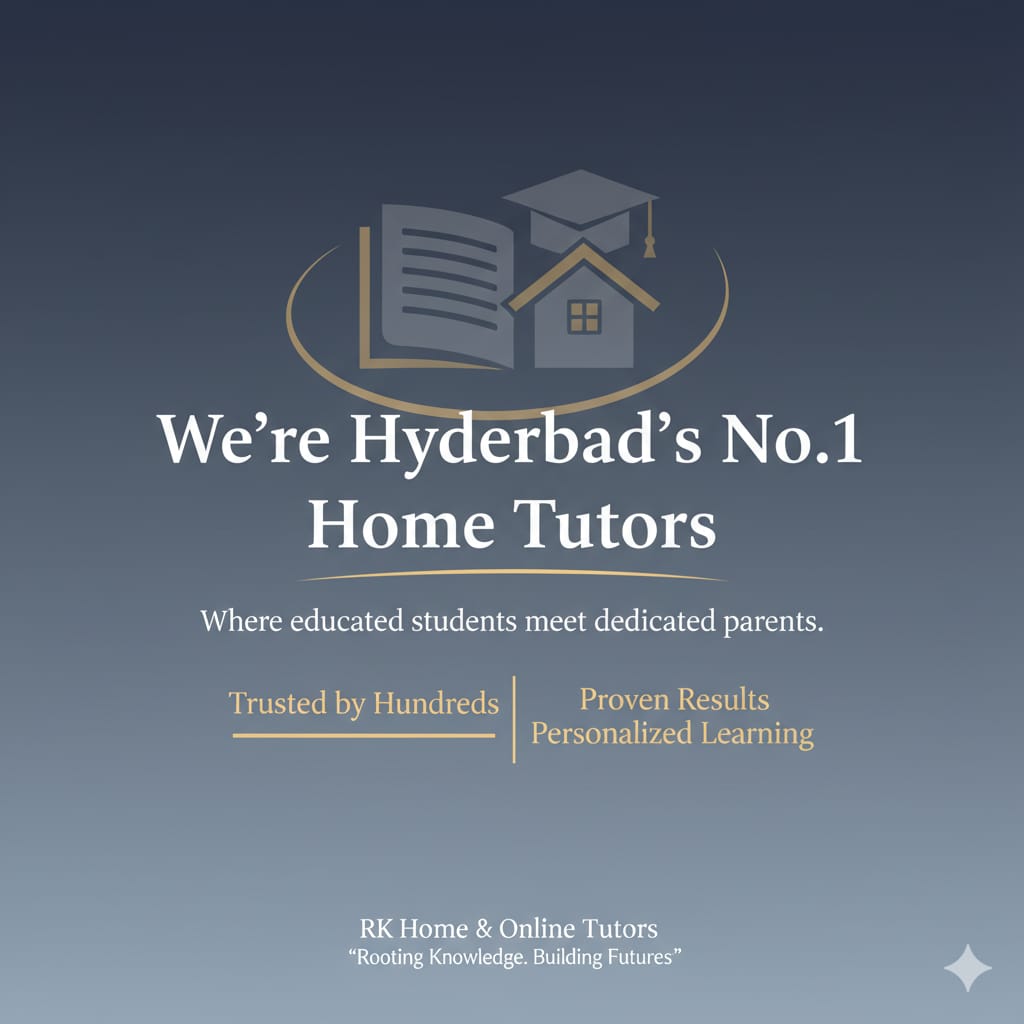 We're Hyderbad's No.1
Home Tutors
Where educated students meet dedicated parents.
Trusted by Hundreds
Proven Results
Personalized Learning
RK Home & Online Tutors
“Rooting Knowledge. Building Futures”